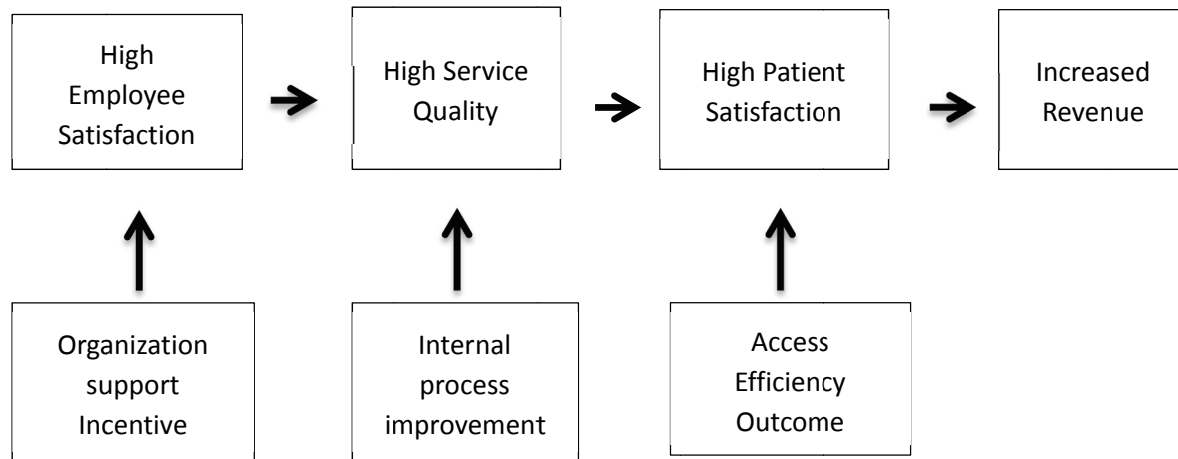 High
Employee
Satisfaction
High Service
Quality
High Patient
Satisfaction
Increased
Revenue
Organization
support
Incentive
Internal
process
improvement
Access
Efficiency
Outcome